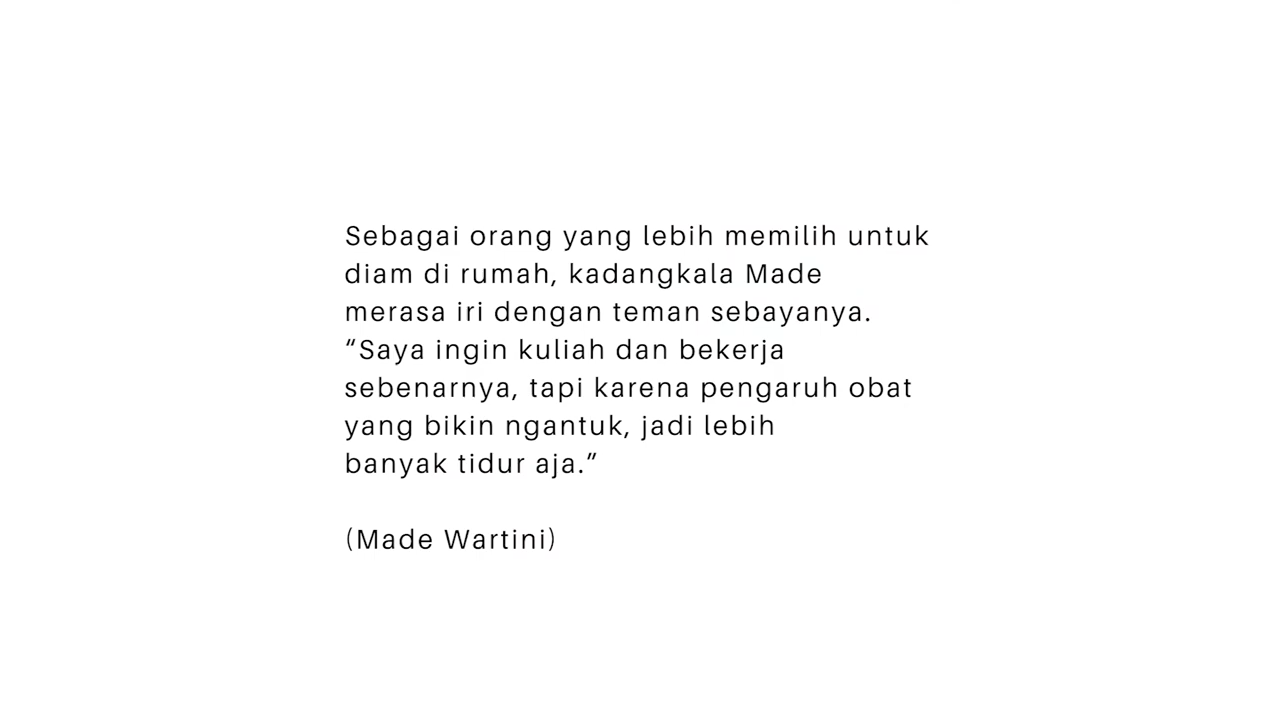 Sebagai orang yang lebih memilih untuk
diam di rumah, kadangkala Made
merasa iri dengan teman sebayanya.
“Saya ingin kuliah dan bekerja
sebenarnya, tapi karena pengaruh obat
yang bikin ngantuk, jadi lebih
banyak tidur aja.”
(Made Wartini)